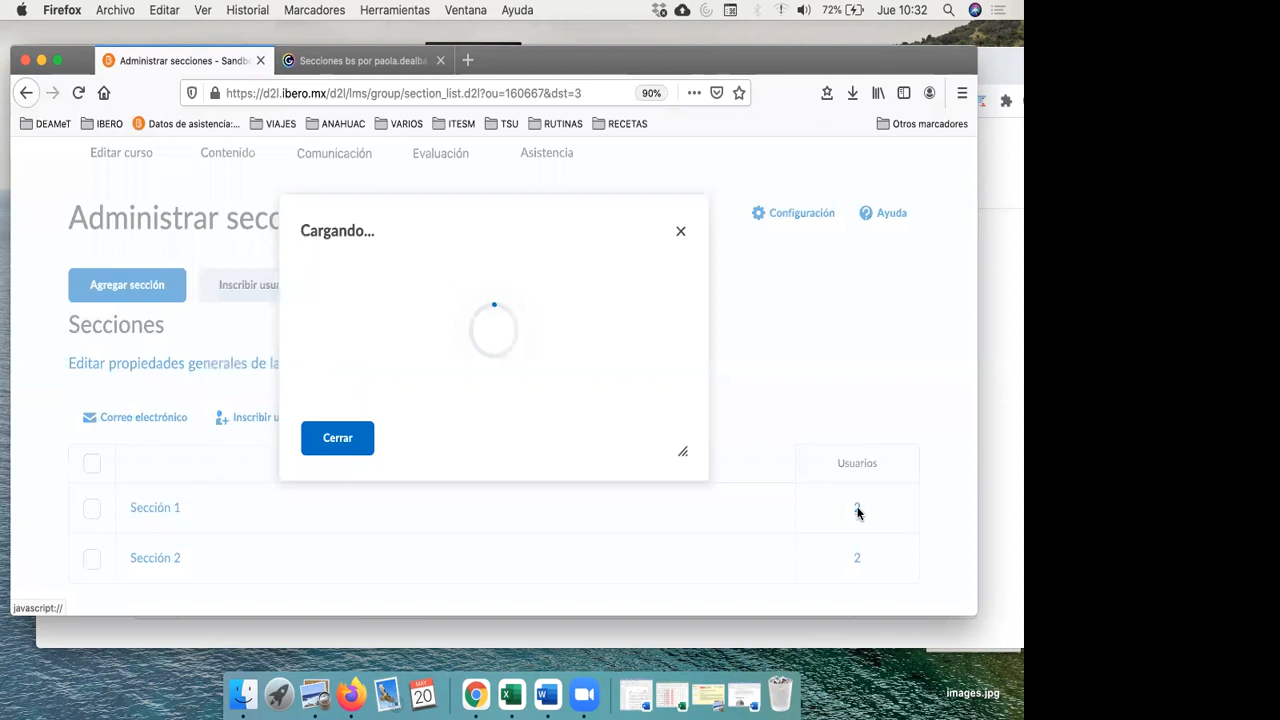 Firefox Archivo Editar Ver Historial Marcadores Herramientas Ventana Ayuda 72% Jue 10:32
Administrar secciones - Sandb
Secciones bs por paola.dealba
https://d2l.ibero.mx/d2l/lms/group/section_list.d2l?ou=160667&dst=3 90%
DEAMeT IBERO Datos de asistencia:... VIAJES ANAHUAC VARIOS ITESM TSU RUTINAS RECETAS Otros marcadores
Editar curso Contenido Comunicación Evaluación Asistencia
Administrar secc
Configuración Ayuda
Cargando...
Agregar sección Inscribir usua
Secciones
Editar propiedades generales de la
Correo electrónico Inscribir u
Cerrar
Usuarios
Sección 1 2
Sección 2 2
javascript://
MAY
20
images.jpg